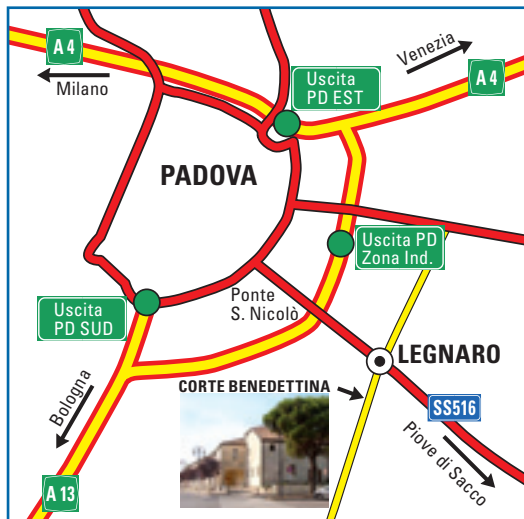 A4
Milano
Uscita
PD EST
Venezia
A4
PADOVA
Uscita PD
Zona Ind.
Uscita
PD SUD
Ponte
S. Nicolò
LEGNARO
CORTE BENEDETTINA
SS516
Bologna
Piove di Sacco
A 13